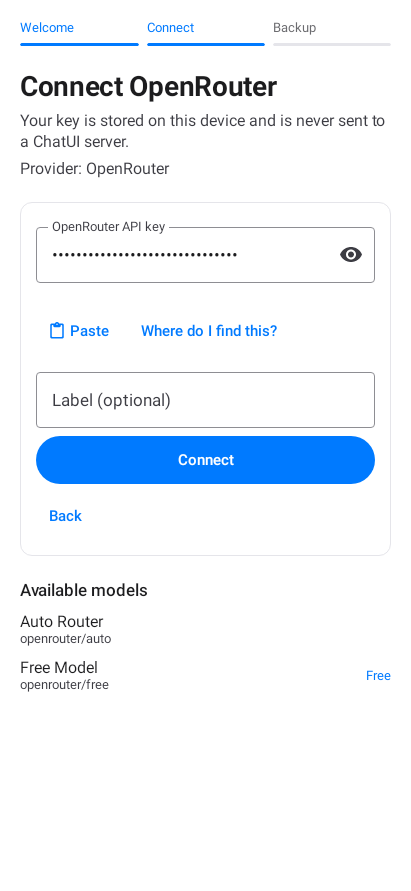 Welcome
Connect
Backup
Connect OpenRouter
Your key is stored on this device and is never sent to
a ChatUI server.
Provider: OpenRouter
OpenRouter API key
•••••••••••••••••••••••••••••••
Paste
Where do I find this?
Label (optional)
Connect
Back
Available models
Auto Router
openrouter/auto
Free Model
openrouter/free
Free